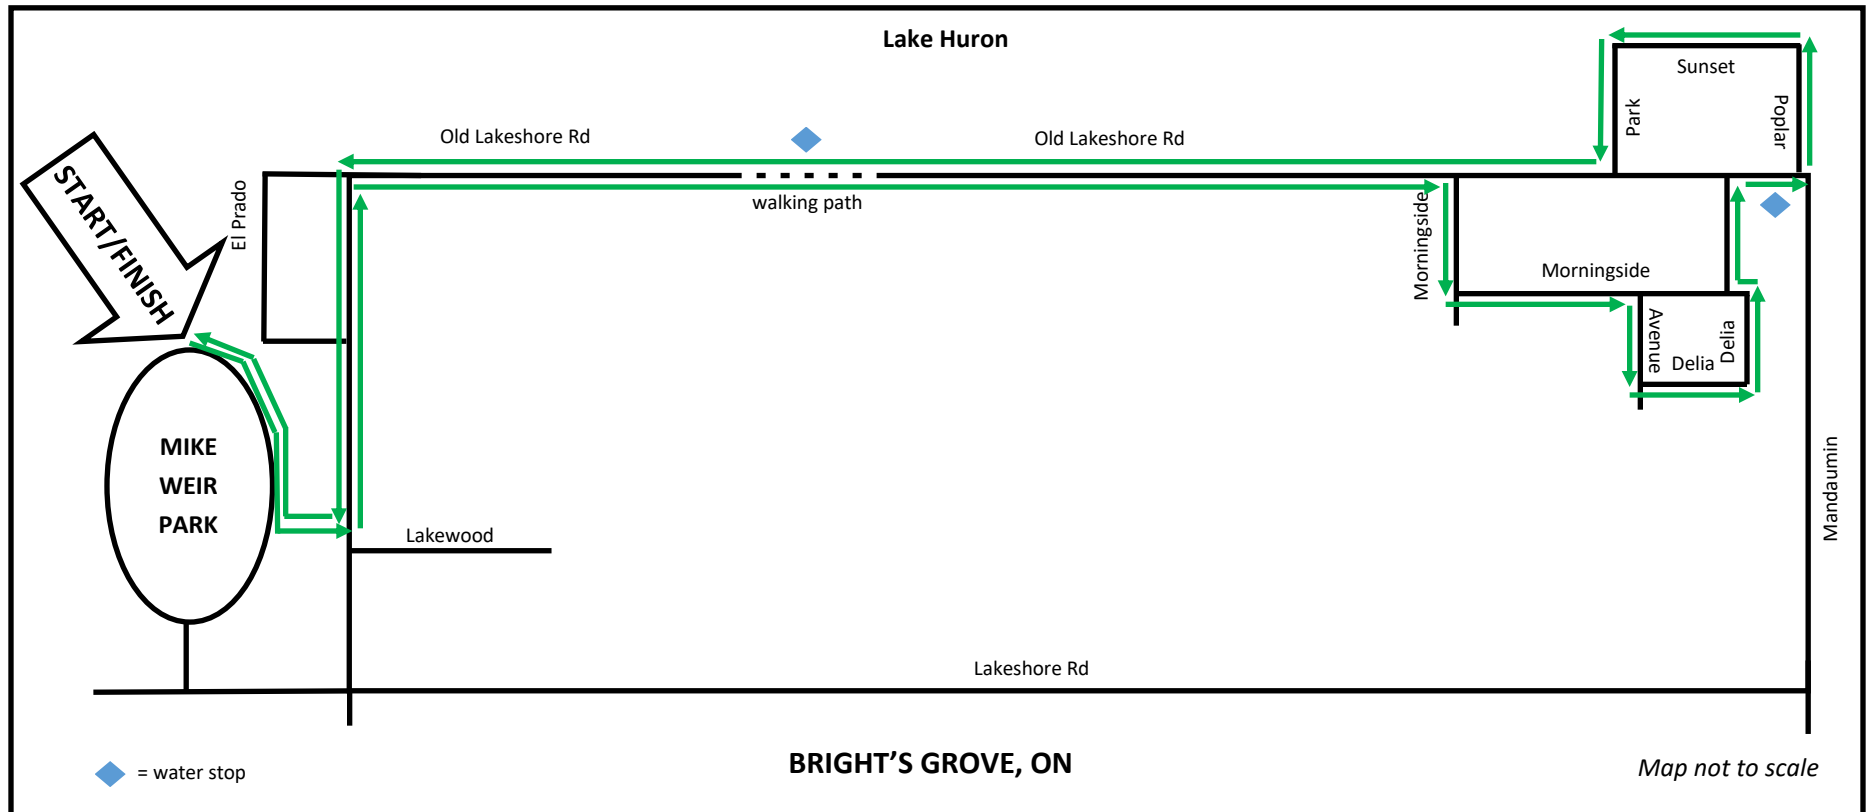 Lake Huron
Sunset
Park
Poplar
Old Lakeshore Rd
Old Lakeshore Rd
START/FINISH
El Prado
walking path
Morningside
Morningside
Avenue
Delia
Delia
MIKE
WEIR
PARK
Mandaumin
Lakewood
Lakeshore Rd
BRIGHT’S GROVE, ON
= water stop
Map not to scale